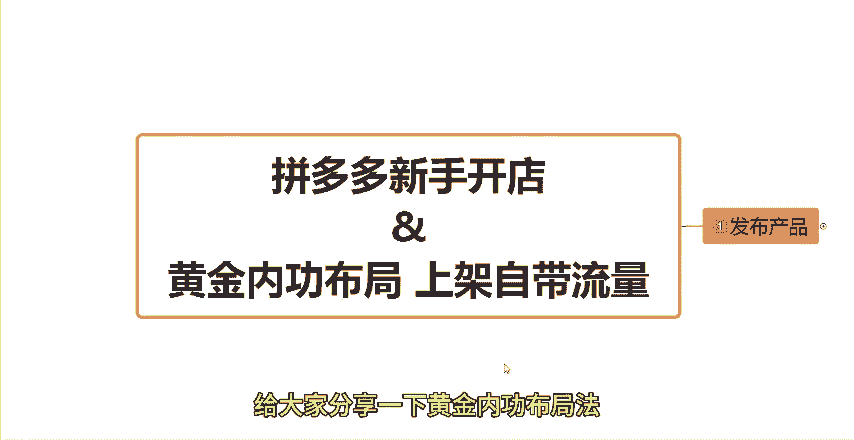 拼多多新手开店
&
黄金内功布局 上架自带流量
①发布产品
给大家分享一下黄金内功布局法